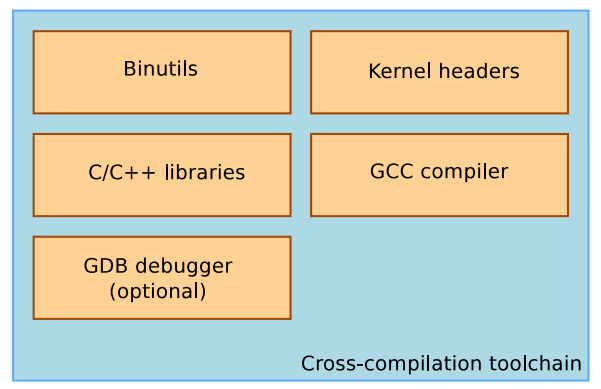 Binutils
Kernel headers
C/C++ libraries
GCC compiler
GDB debugger
(optional)
Cross-compilation toolchain